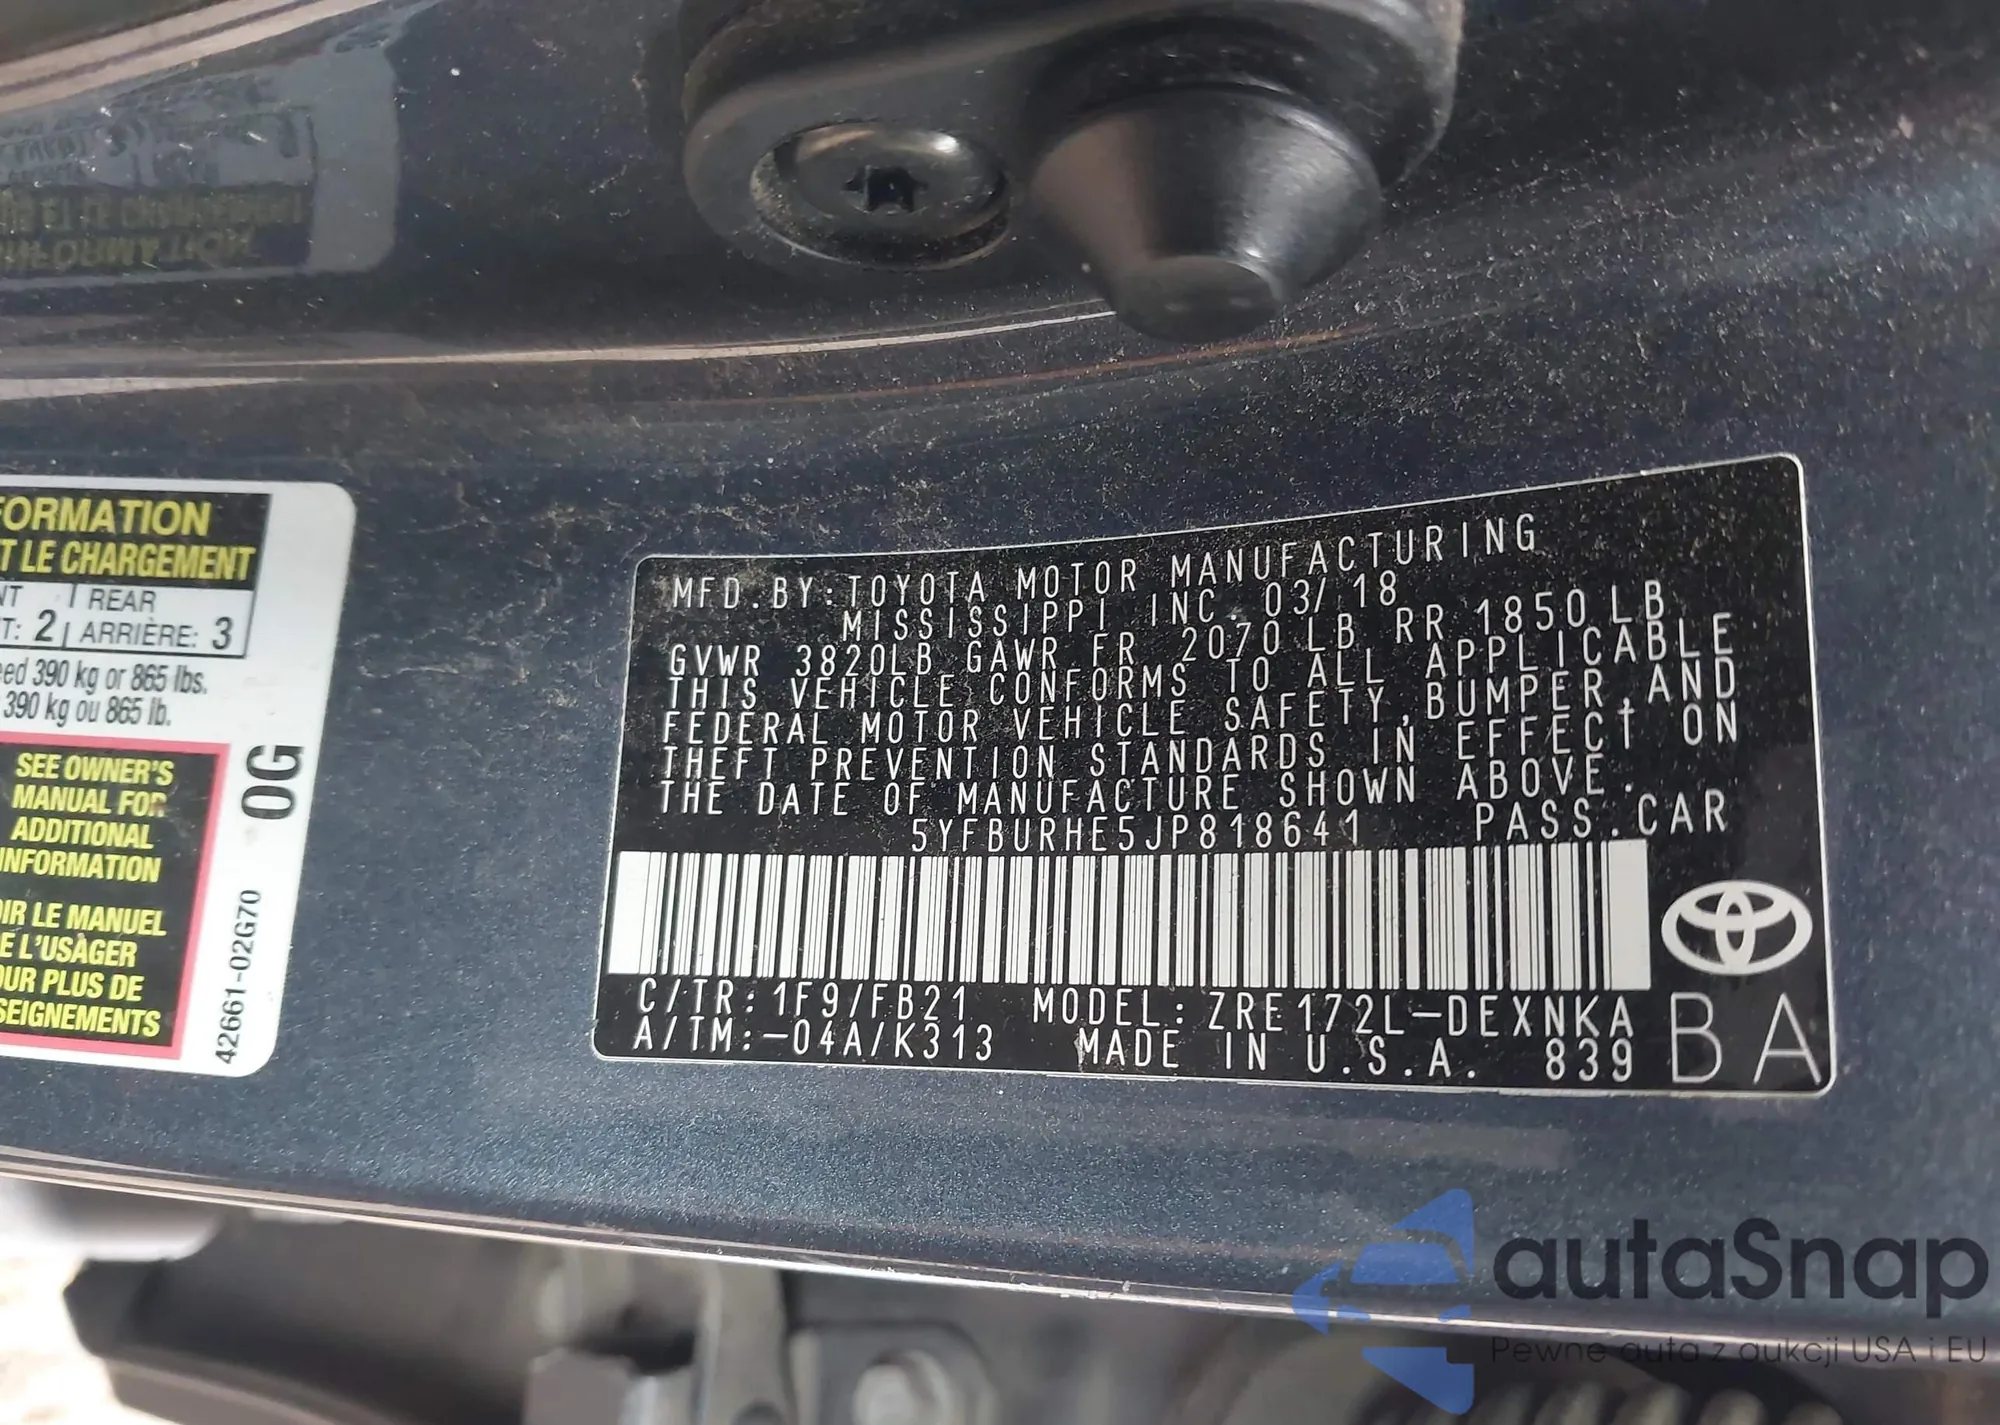 FORMATION
T LE CHARGEMENT
NT REAR
T: 2 ARRIÈRE: 3
eed 390 kg or 865 lbs.
390 kg ou 865 lb.
SEE OWNER'S
MANUAL FOR
ADDITIONAL
INFORMATION
OIR LE MANUEL
E L'USAGER
OUR PLUS DE
SEIGNEMENTS
0G
42661-02G70
MFD.BY:TOYOTA MOTOR MANUFACTURING
MISSISSIPPI INC. 03/18
GVWR 3820LB GAWR FR 2070LB RR 1850LB
THIS VEHICLE CONFORMS TO ALL APPLICABLE
FEDERAL MOTOR VEHICLE SAFETY,BUMPER,AND
THEFT PREVENTION STANDARDS IN EFFECT ON
THE DATE OF MANUFACTURE SHOWN ABOVE.
5YFBURHE5JP818641 PASS.CAR
C/TR:1F9/FB21 MODEL:ZRE172L-DEXNKA
A/TM:-04A/K313 MADE IN U.S.A. 839
BA
autaSnap
Pewne auta z aukcji USA i EU